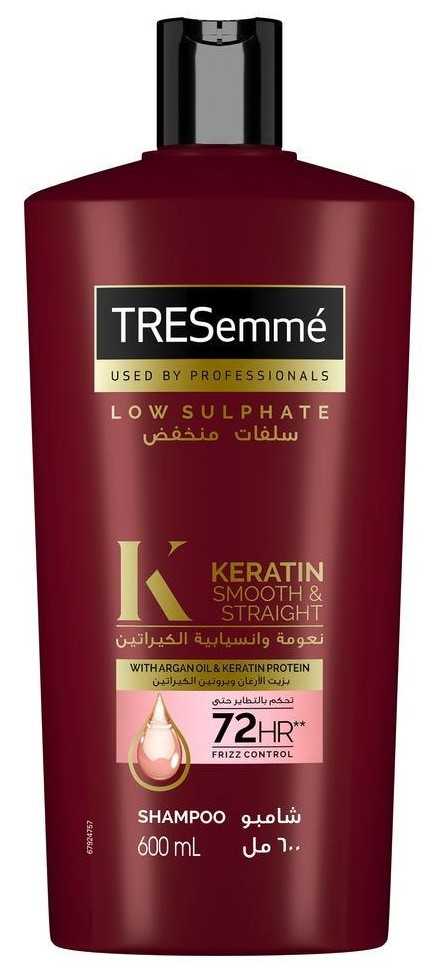 TRESemmé
USED BY PROFESSIONALS
LOW SULPHATE
سلفات منخفض
K
KERATIN
SMOOTH &
STRAIGHT
نعومة وانسيابية الكيراتين
WITH ARGAN OIL & KERATIN PROTEIN
بزيت الأرغان وبروتين الكيراتين
تحكم بالتطاير حتى
72HR**
FRIZZ CONTROL
SHAMPOO شامبو
600 mL ٦٠٠ مل
67924757